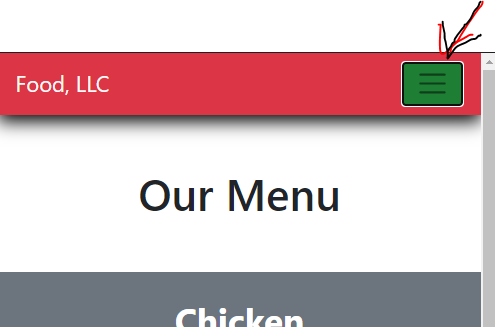 Food, LLC
Our Menu
Chicken